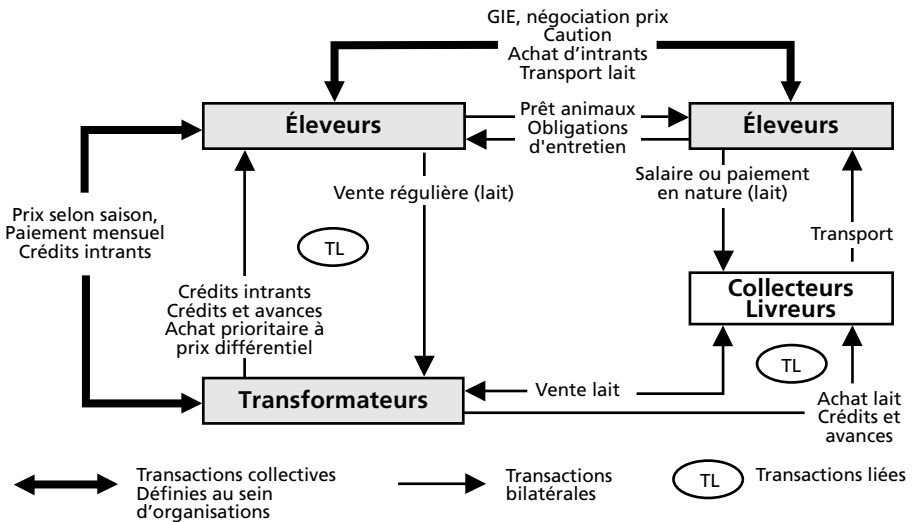 GIE, négociation prix
Caution
Achat d'intrants
Transport lait
Éleveurs
Prêt animaux
Obligations
d'entretien
Éleveurs
Prix selon saison,
Paiement mensuel
Crédits intrants
Vente régulière (lait)
TL
Salaire ou paiement
en nature (lait)
Transport
Crédits intrants
Crédits et avances
Achat prioritaire à
prix différentiel
Collecteurs
Livreurs
TL
Transformateurs
Vente lait
Achat lait
Crédits et
avances
Transactions collectives
Définies au sein
d'organisations
Transactions
bilatérales
TL
Transactions liées